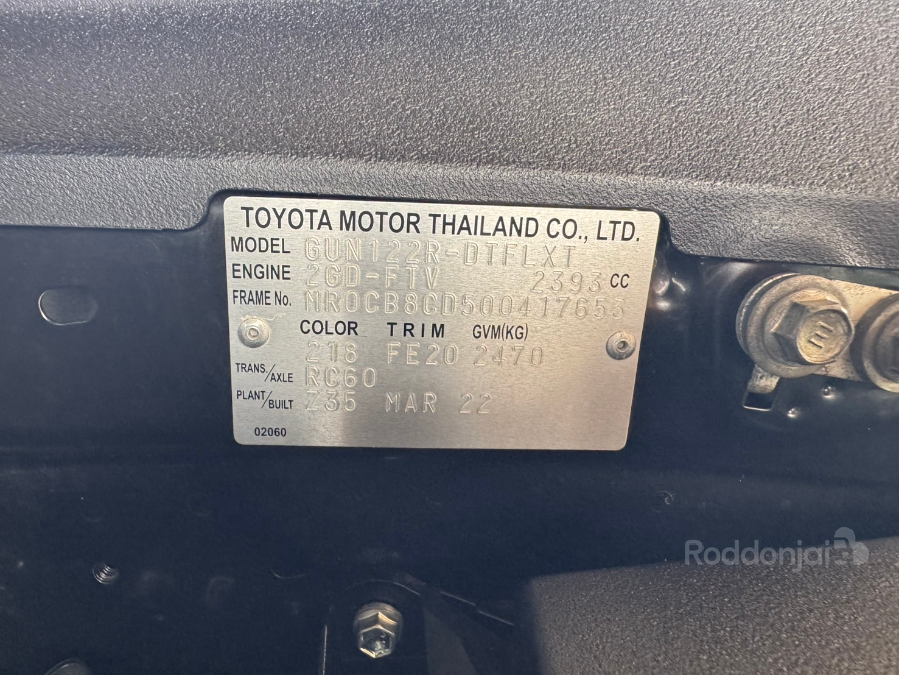 TOYOTA MOTOR THAILAND CO., LTD.
MODEL GUN122R-DTFLXT
ENGINE 2GD-FTV 2393 CC
FRAME No. MR0CB8CD500417655
COLOR TRIM GVM(KG)
218 FE20 2470
TRANS/AXLE RC60
PLANT/BUILT Z35 MAR 22
02060
Roddonjai